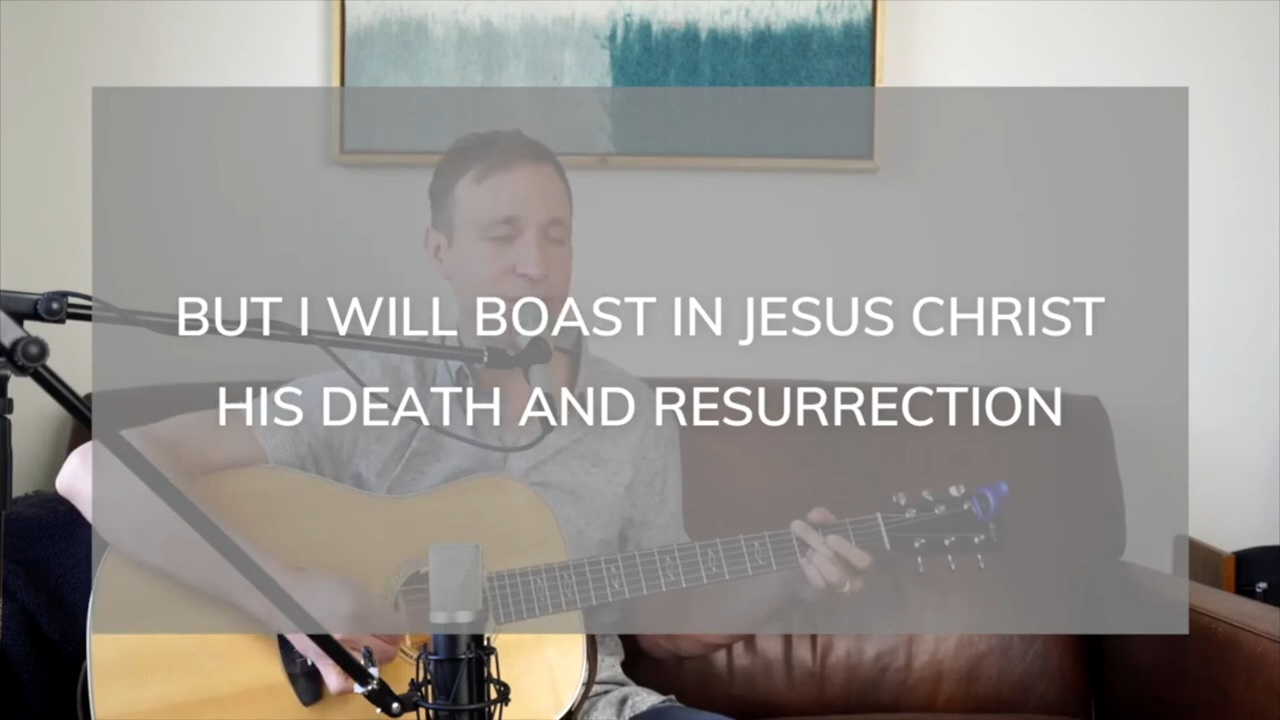 BUT I WILL BOAST IN JESUS CHRIST
HIS DEATH AND RESURRECTION